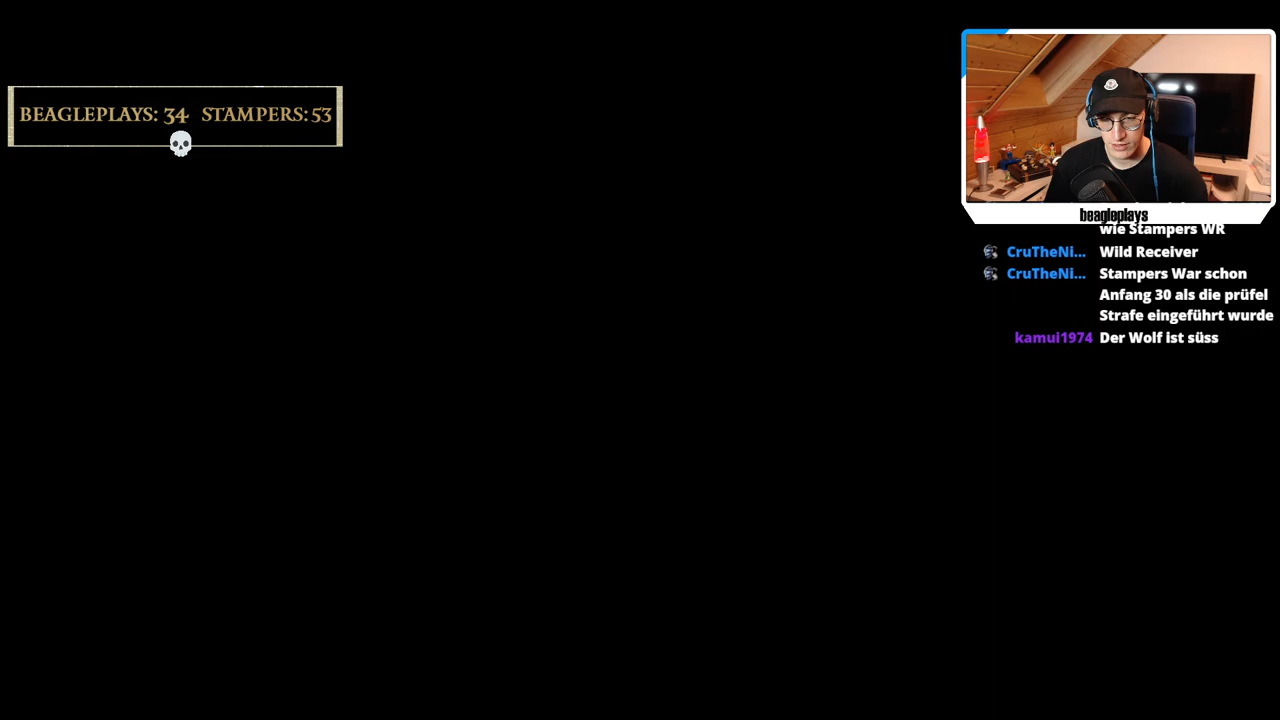 BEAGLEPLAYS: 34 STAMPERS: 53
beagleplays
wie Stampers WR
CruTheNi... Wild Receiver
CruTheNi... Stampers War schon
Anfang 30 als die prüfel
Strafe eingeführt wurde
kamui1974 Der Wolf ist süss